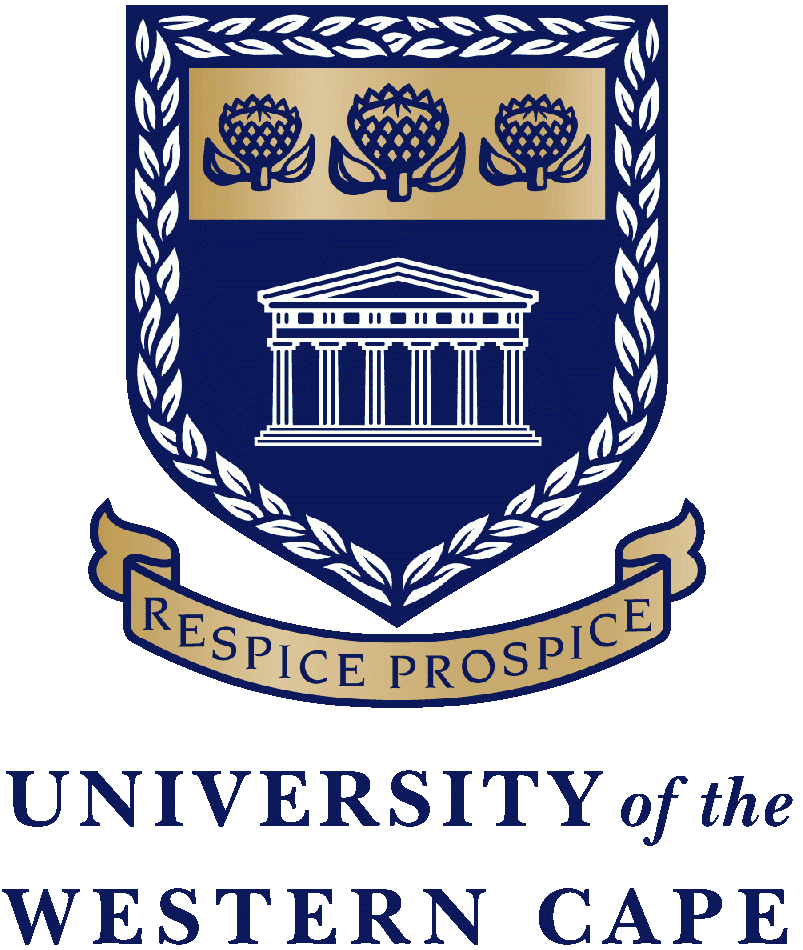 RESPICE PROSPICE
UNIVERSITY of the
WESTERN CAPE